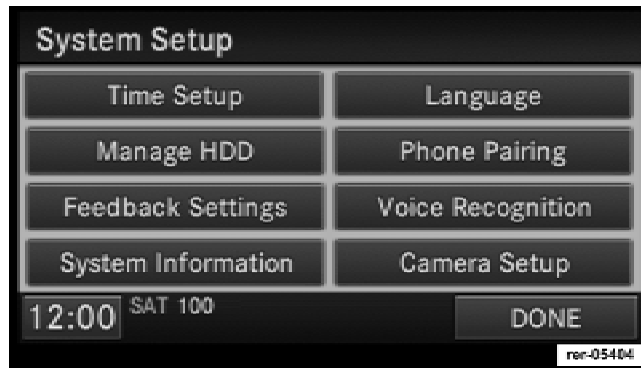 System Setup
Time Setup Language
Manage HDD Phone Pairing
Feedback Settings Voice Recognition
System Information Camera Setup
12:00 SAT 100 DONE
rer-05404